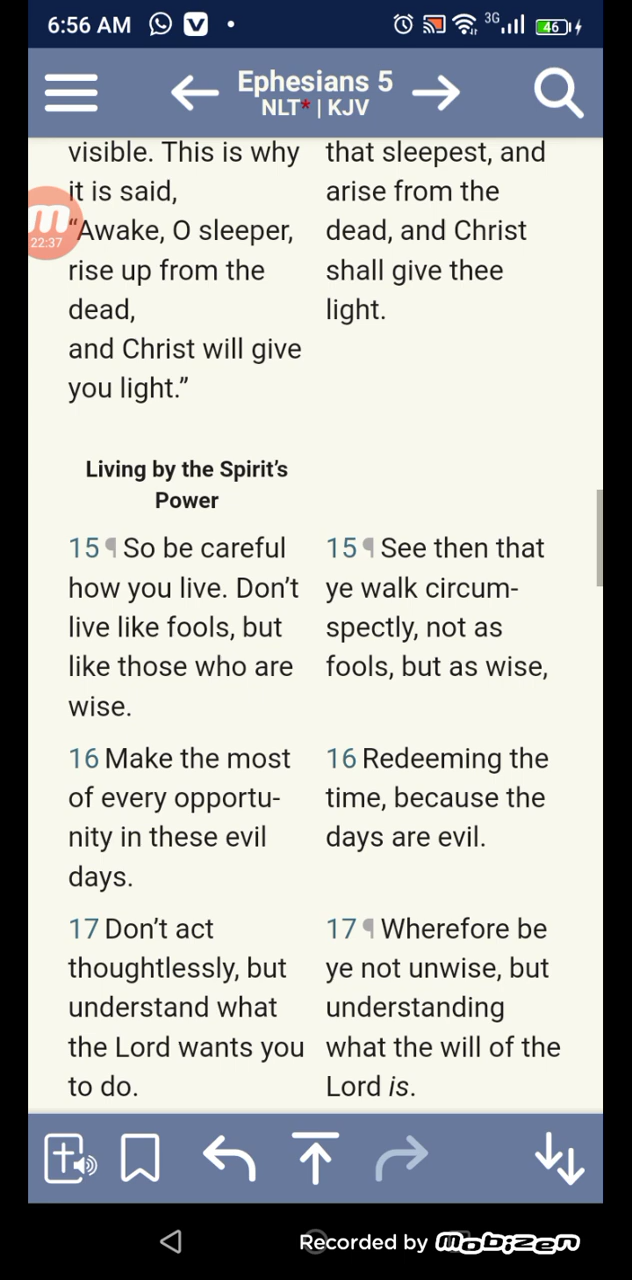 6:56 AM
3G
46
Ephesians 5
NLT* | KJV
visible. This is why
it is said,
“Awake, O sleeper,
rise up from the
dead,
and Christ will give
you light.”
22:37
Living by the Spirit’s
Power
15 ¶ So be careful
how you live. Don’t
live like fools, but
like those who are
wise.
16 Make the most
of every opportu-
nity in these evil
days.
17 Don’t act
thoughtlessly, but
understand what
the Lord wants you
to do.
that sleepest, and
arise from the
dead, and Christ
shall give thee
light.
15 ¶ See then that
ye walk circum-
spectly, not as
fools, but as wise,
16 Redeeming the
time, because the
days are evil.
17 ¶ Wherefore be
ye not unwise, but
understanding
what the will of the
Lord is.
Recorded by Mobizen